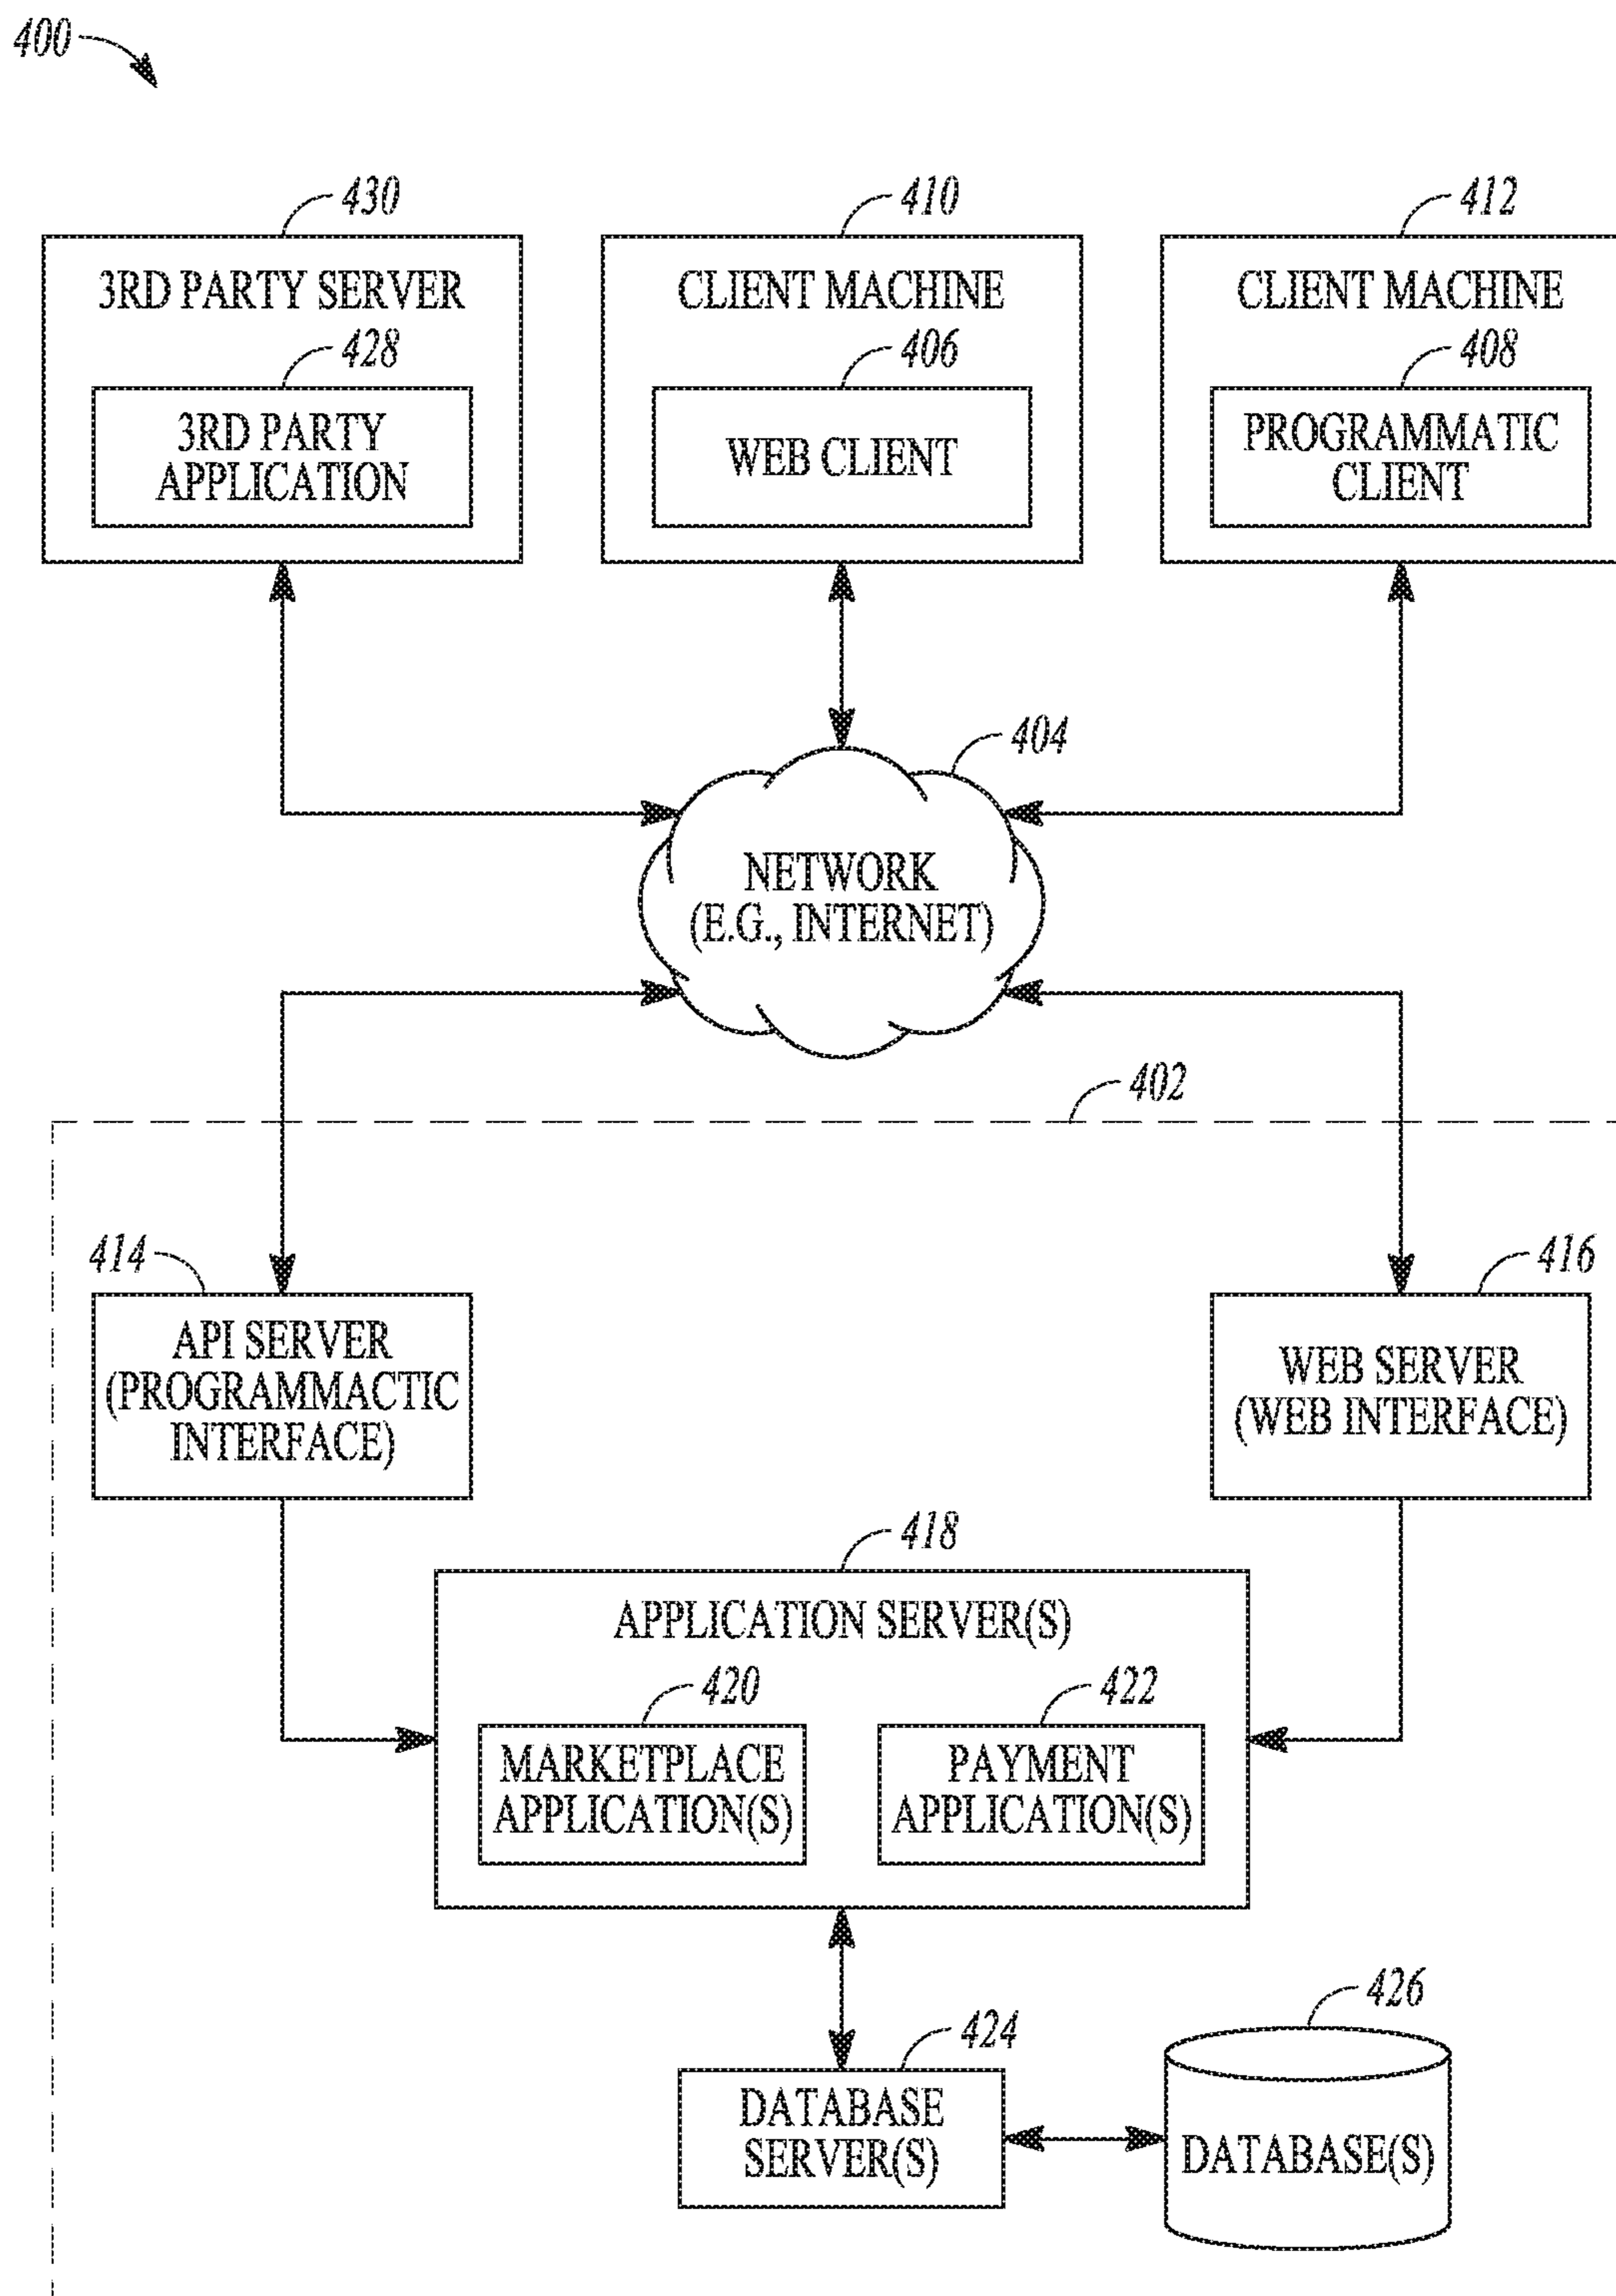 400
430
410
412
3RD PARTY SERVER
CLIENT MACHINE
CLIENT MACHINE
428
406
408
3RD PARTY
APPLICATION
WEB CLIENT
PROGRAMMATIC
CLIENT
404
NETWORK
(E.G., INTERNET)
402
414
416
API SERVER
(PROGRAMMACTIC
INTERFACE)
WEB SERVER
(WEB INTERFACE)
418
APPLICATION SERVER(S)
420
422
MARKETPLACE
APPLICATION(S)
PAYMENT
APPLICATION(S)
426
424
DATABASE
SERVER(S)
DATABASE(S)